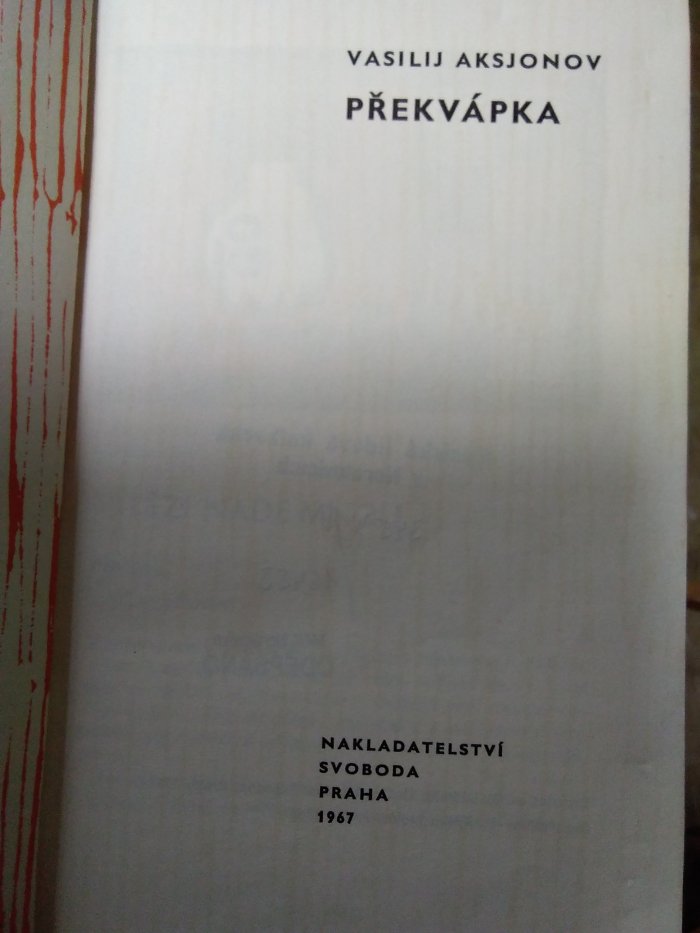 VASILIJ AKSJONOV
PŘEKVÁPKA
NAKLADATELSTVÍ
SVOBODA
PRAHA
1967